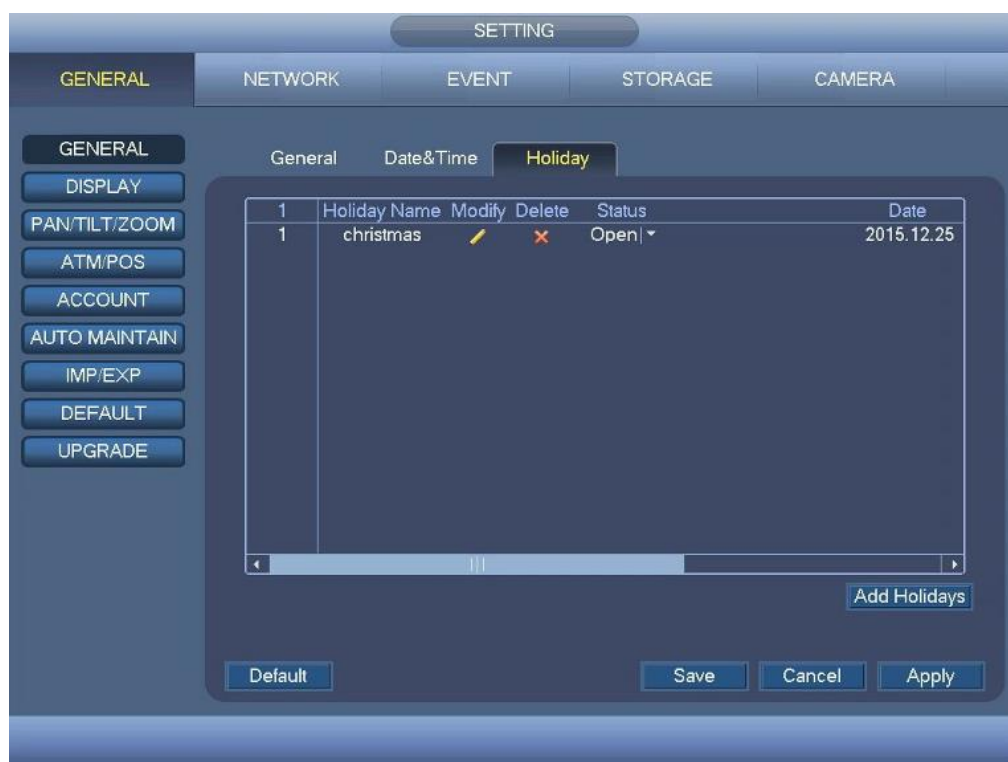 SETTING
GENERAL NETWORK EVENT STORAGE CAMERA
GENERAL
DISPLAY
PAN/TILT/ZOOM
ATM/POS
ACCOUNT
AUTO MAINTAIN
IMP/EXP
DEFAULT
UPGRADE
General Date&Time Holiday
1 Holiday Name Modify Delete Status Date
1 christmas Open 2015.12.25
Add Holidays
Default Save Cancel Apply